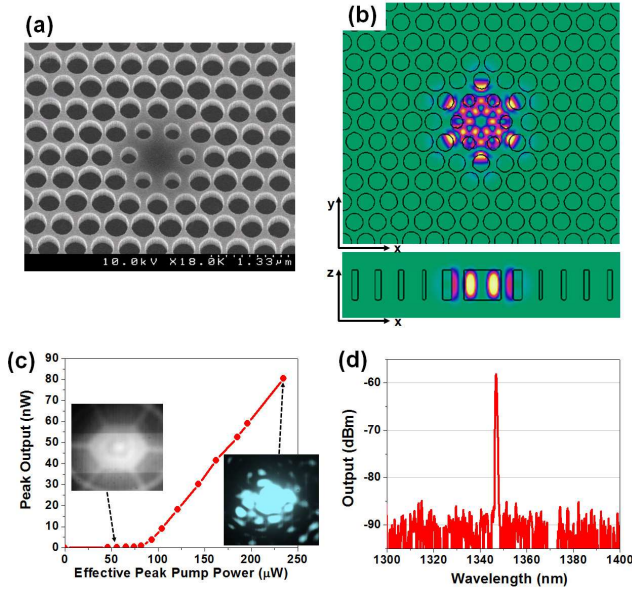 (a)
10.0kV X18.0K 1.33μm
(b)
y
x
z
x
(c)
Peak Output (nW)
90
80
70
60
50
40
30
20
10
0
0 50 100 150 200 250
Effective Peak Pump Power (μW)
(d)
Output (dBm)
-60
-70
-80
-90
1300 1320 1340 1360 1380 1400
Wavelength (nm)